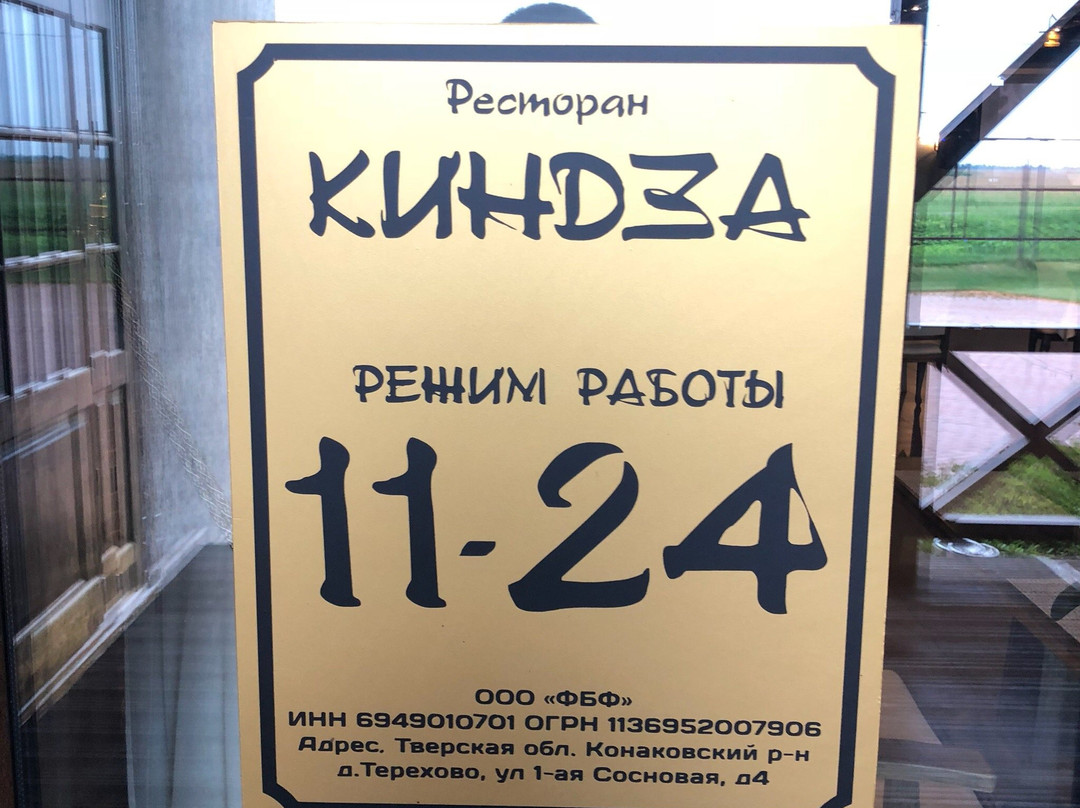 Ресторан
КИНДЗА
РЕЖИМ РАБОТЫ
11-24
ООО «ФБФ»
ИНН 6949010701 ОГРН 1136952007906
Адрес. Тверская обл. Конаковский р-н
д.Терехово, ул 1-ая Сосновая, д4